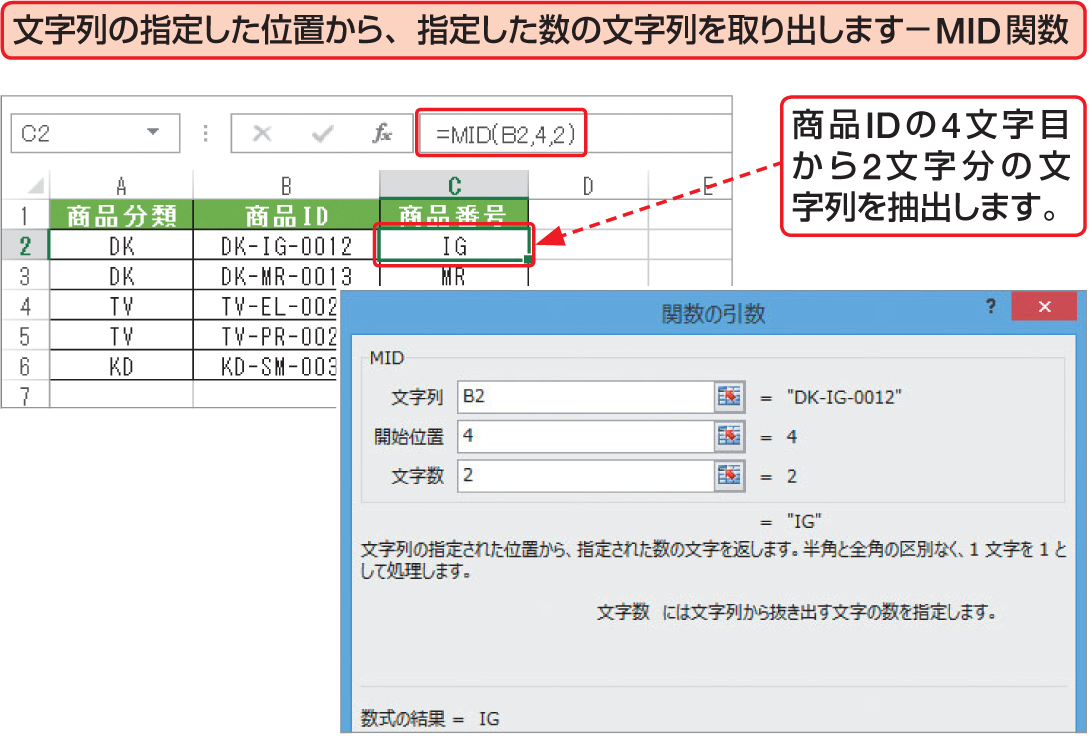 文字列の指定した位置から、指定した数の文字列を取り出します－MID関数
C2
=MID(B2,4,2)
商品IDの4文字目
から2文字分の文
字列を抽出します。
A B C D E
1 商品分類 商品ID 商品番号
2 DK DK-IG-0012 IG
3 DK DK-MR-0013 MR
4 TV TV-EL-002
5 TV TV-PR-002
6 KD KD-SM-003
7
関数の引数 ? ×
MID
文字列 B2 = "DK-IG-0012"
開始位置 4 = 4
文字数 2 = 2
= "IG"
文字列の指定された位置から、指定された数の文字を返します。半角と全角の区別なく、1 文字を 1 と
して処理します。
文字数 には文字列から抜き出す文字の数を指定します。
数式の結果 = IG